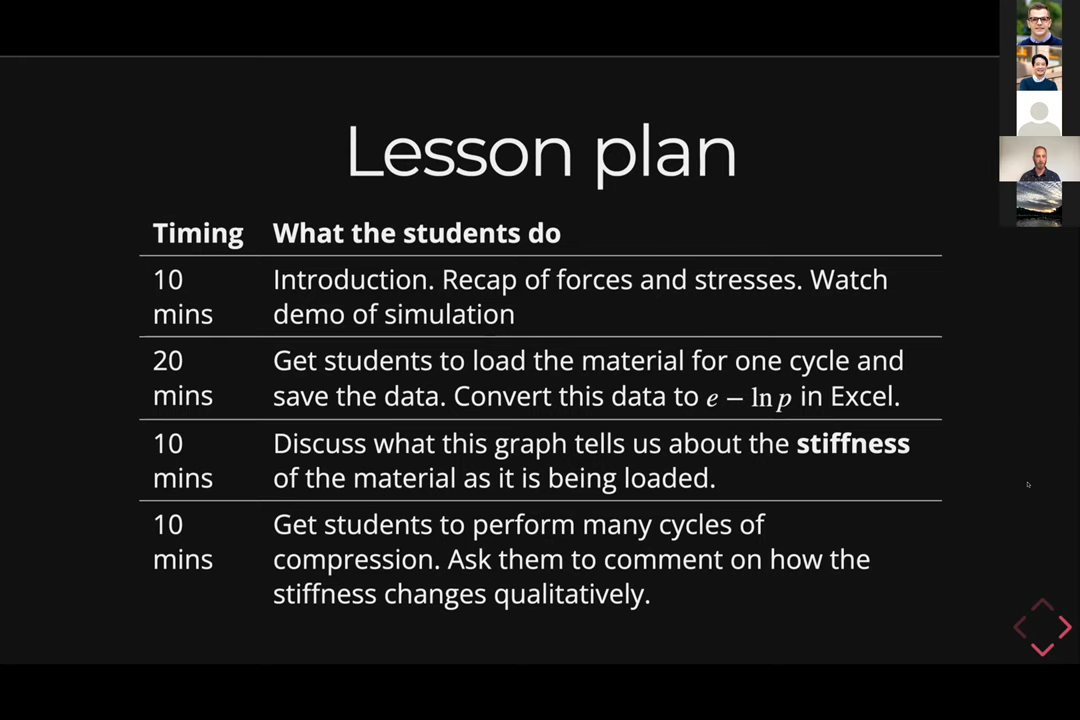 Lesson plan
Timing What the students do
10 Introduction. Recap of forces and stresses. Watch
mins demo of simulation
20 Get students to load the material for one cycle and
mins save the data. Convert this data to e − ln p in Excel.
10 Discuss what this graph tells us about the stiffness
mins of the material as it is being loaded.
10 Get students to perform many cycles of
mins compression. Ask them to comment on how the
stiffness changes qualitatively.